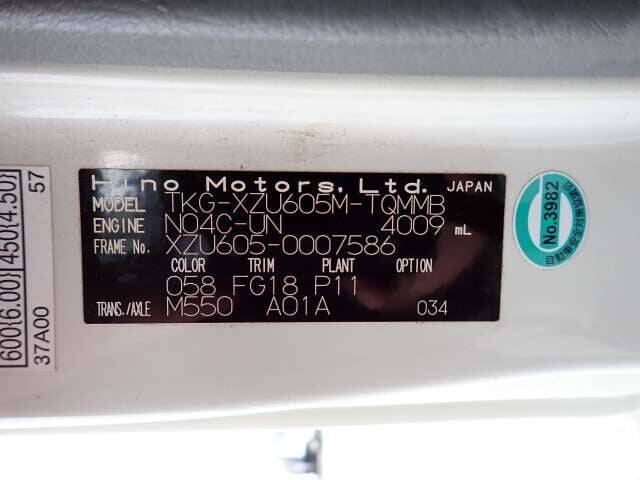 Hino Motors, Ltd. JAPAN
MODEL TKG-XZU605M-TQMMB
ENGINE N04C-UN 4009 mL
FRAME No. XZU605-0007586
COLOR TRIM PLANT OPTION
058 FG18 P11
TRANS./AXLE M550 A01A 034
600(6.00) 450(4.50)
37A00 57
No.3982